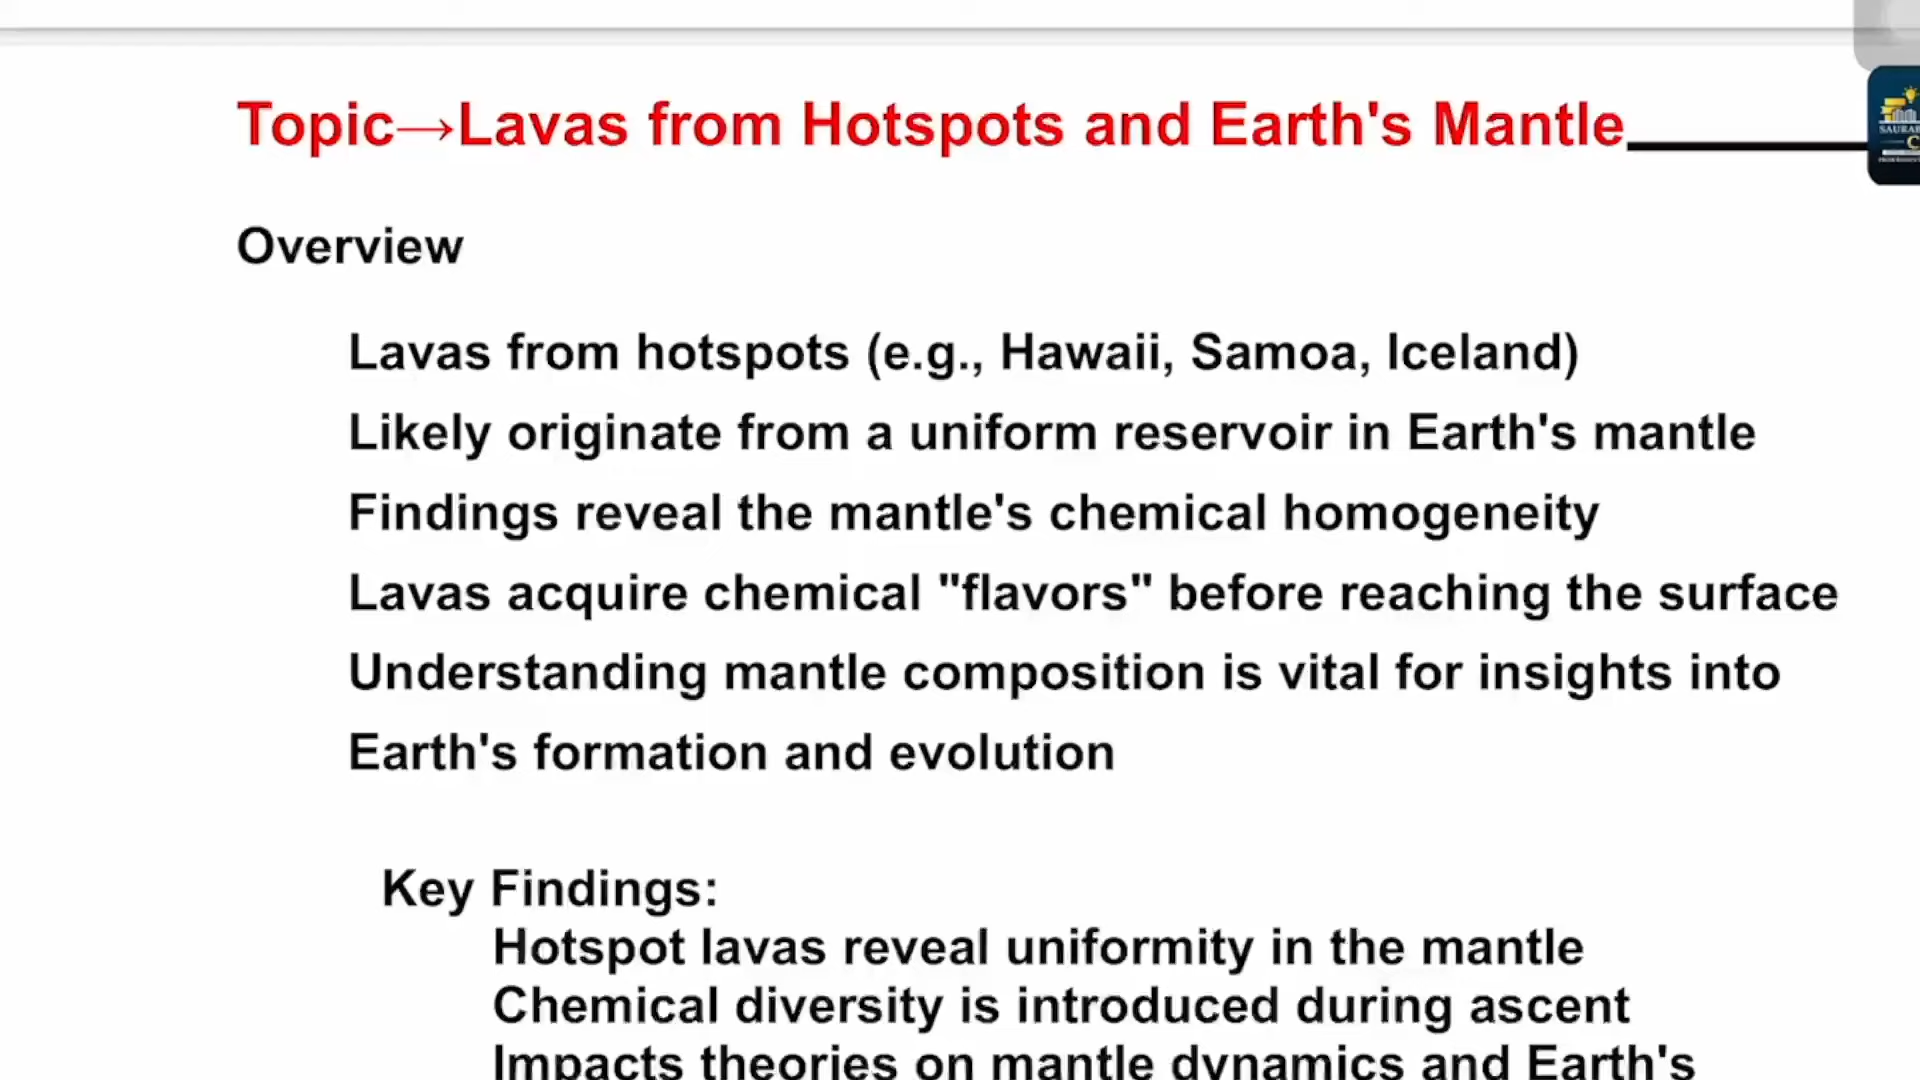 Topic→Lavas from Hotspots and Earth's Mantle
Overview
Lavas from hotspots (e.g., Hawaii, Samoa, Iceland)
Likely originate from a uniform reservoir in Earth's mantle
Findings reveal the mantle's chemical homogeneity
Lavas acquire chemical "flavors" before reaching the surface
Understanding mantle composition is vital for insights into
Earth's formation and evolution
Key Findings:
Hotspot lavas reveal uniformity in the mantle
Chemical diversity is introduced during ascent
Impacts theories on mantle dynamics and Earth's